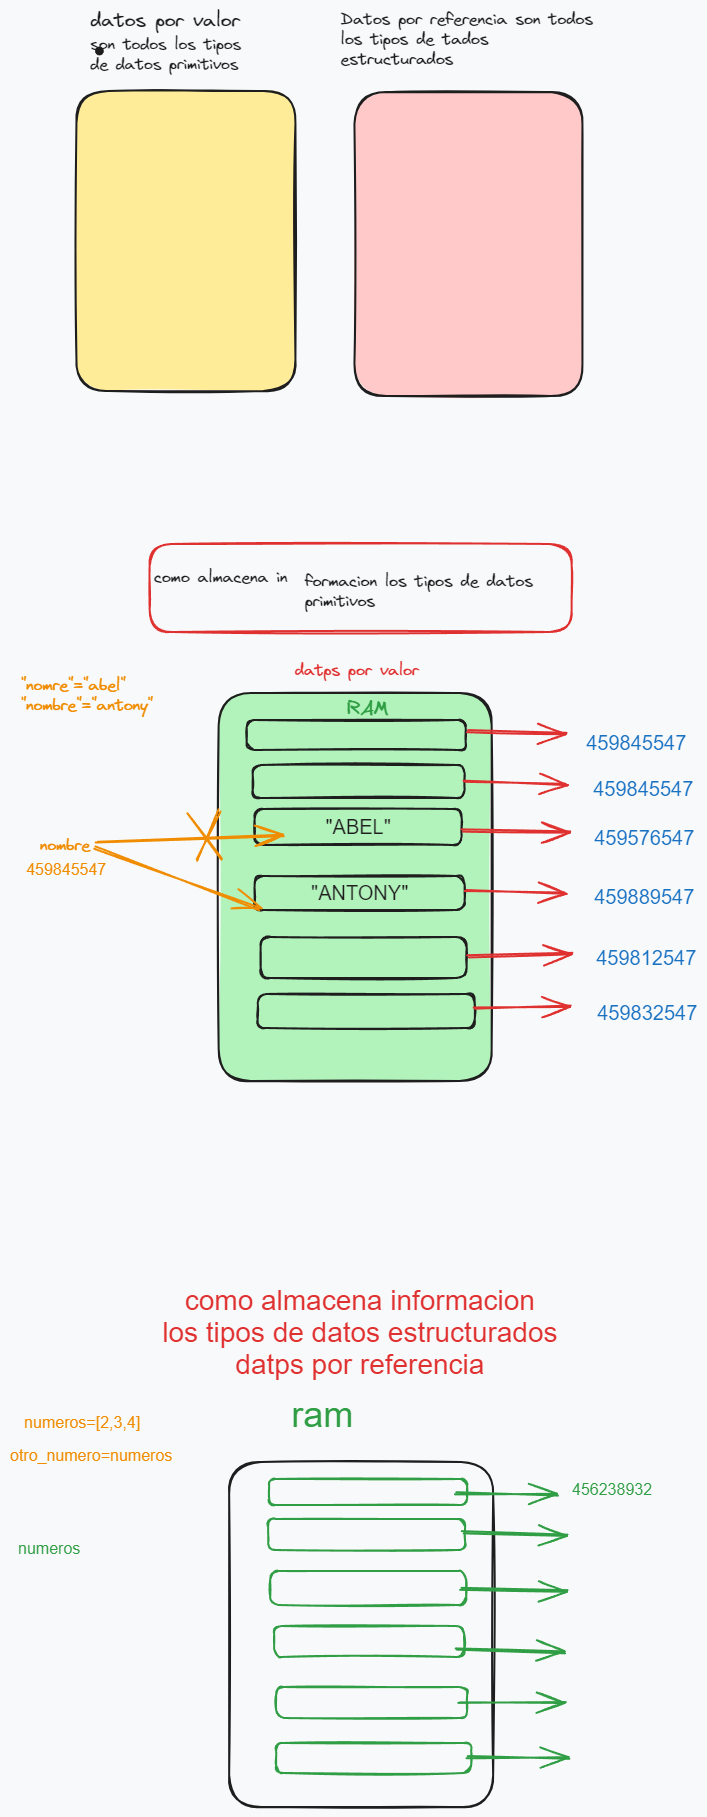 datos por valor
son todos los tipos
de datos primitivos
Datos por referencia son todos
los tipos de tados
estructurados
como almacena in
formacion los tipos de datos
primitivos
datps por valor
"nomre"="abel"
"nombre"="antony"
RAM
459845547
459845547
"ABEL"
459576547
nombre
459845547
"ANTONY"
459889547
459812547
459832547
como almacena informacion
los tipos de datos estructurados
datps por referencia
ram
numeros=[2,3,4]
otro_numero=numeros
456238932
numeros